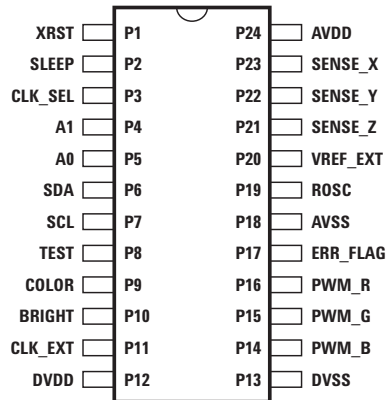 XRST P1 P24 AVDD
SLEEP P2 P23 SENSE_X
CLK_SEL P3 P22 SENSE_Y
A1 P4 P21 SENSE_Z
A0 P5 P20 VREF_EXT
SDA P6 P19 ROSC
SCL P7 P18 AVSS
TEST P8 P17 ERR_FLAG
COLOR P9 P16 PWM_R
BRIGHT P10 P15 PWM_G
CLK_EXT P11 P14 PWM_B
DVDD P12 P13 DVSS